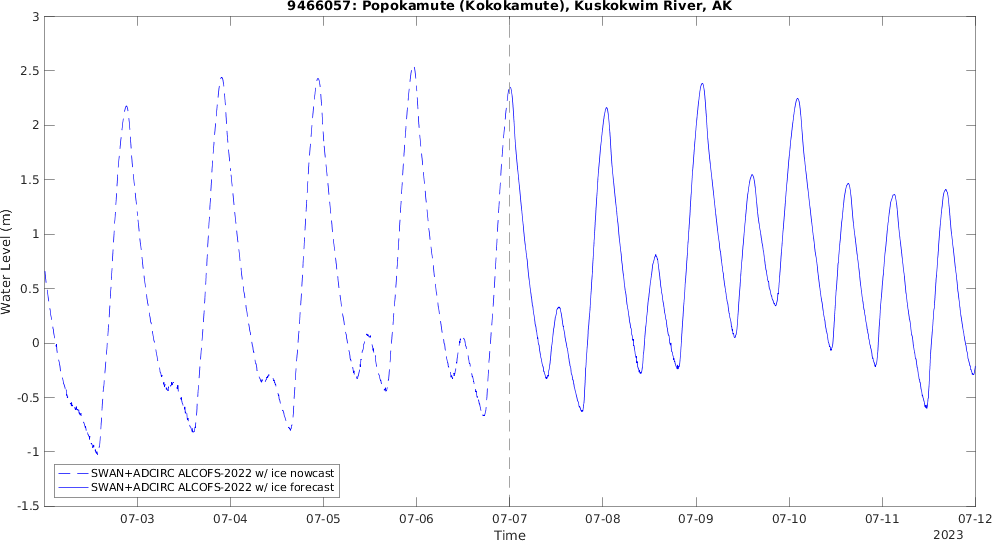 9466057: Popokamute (Kokokamute), Kuskokwim River, AK
3
2.5
2
1.5
1
0.5
0
-0.5
-1
-1.5
Water Level (m)
SWAN+ADCIRC ALCOFS-2022 w/ ice nowcast
SWAN+ADCIRC ALCOFS-2022 w/ ice forecast
07-03 07-04 07-05 07-06 07-07 07-08 07-09 07-10 07-11 07-12
Time
2023